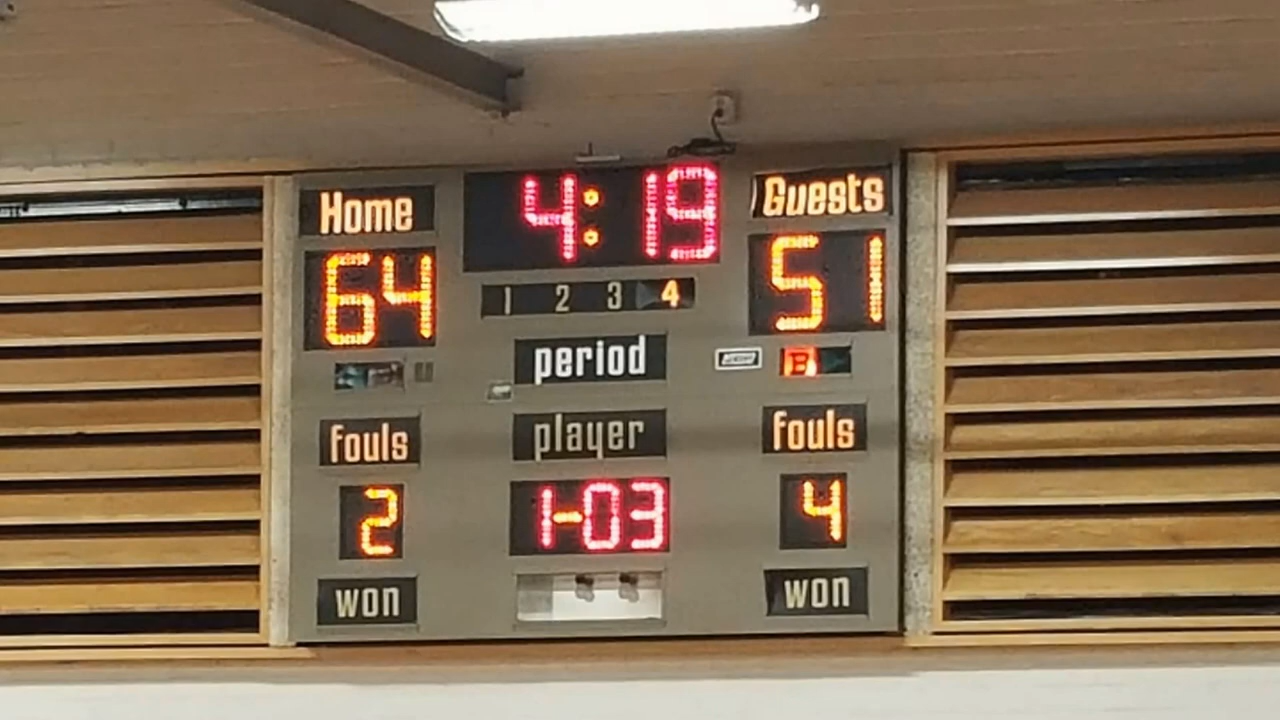 Home 4:19 Guests
64 51
1 2 3 4
period
B
fouls player fouls
2 1-03 4
won won